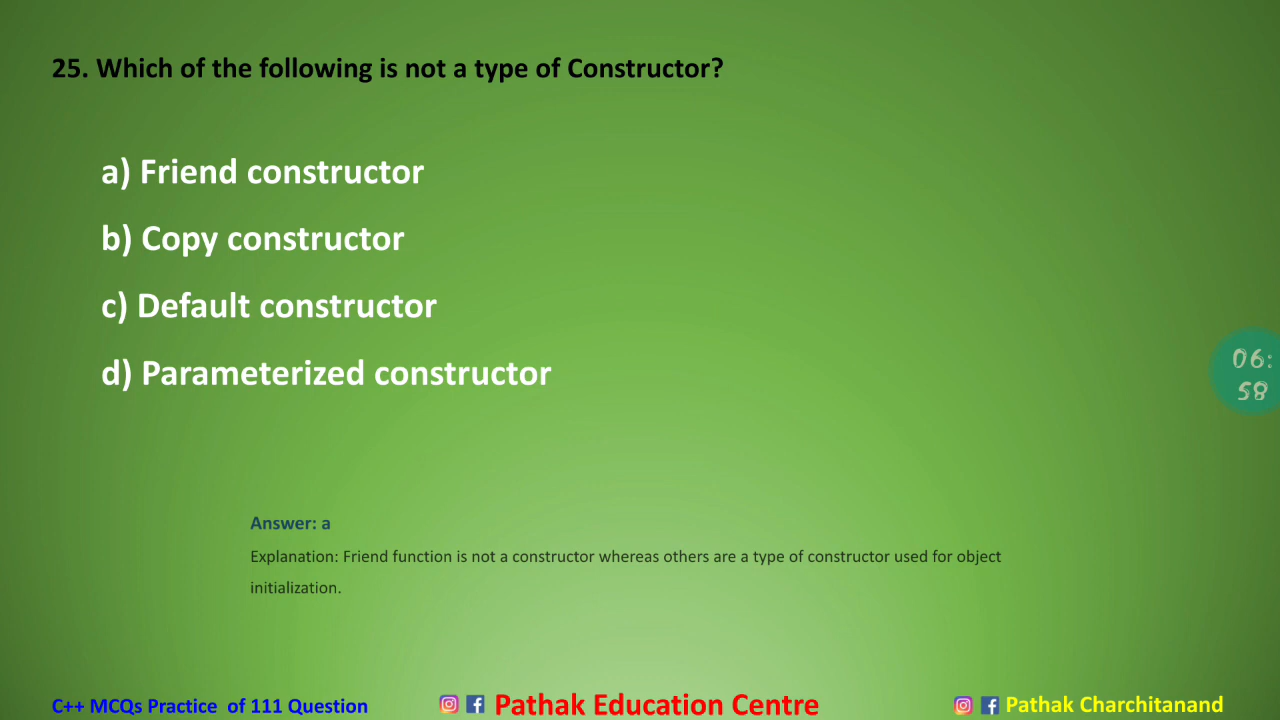 25. Which of the following is not a type of Constructor?
a) Friend constructor
b) Copy constructor
c) Default constructor
d) Parameterized constructor
06:
58
Answer: a
Explanation: Friend function is not a constructor whereas others are a type of constructor used for object
initialization.
C++ MCQs Practice of 111 Question
Pathak Education Centre
Pathak Charchitanand